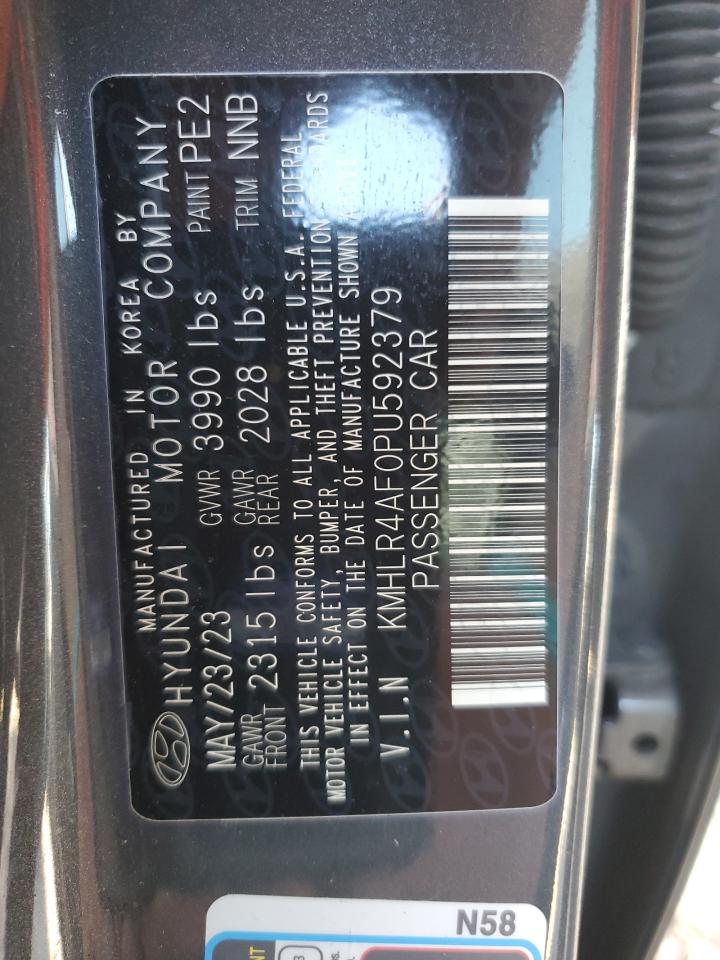 MANUFACTURED IN KOREA BY
HYUNDAI MOTOR COMPANY
MAY/23/23 GVWR 3990 lbs PAINT PE2
GAWR FRONT 2315 lbs GAWR REAR 2028 lbs TRIM NNB
THIS VEHICLE CONFORMS TO ALL APPLICABLE U.S.A. FEDERAL
MOTOR VEHICLE SAFETY, BUMPER, AND THEFT PREVENTION STANDARDS
IN EFFECT ON THE DATE OF MANUFACTURE SHOWN ABOVE
V.I.N KMHLR4AF0PU592379
PASSENGER CAR
N58